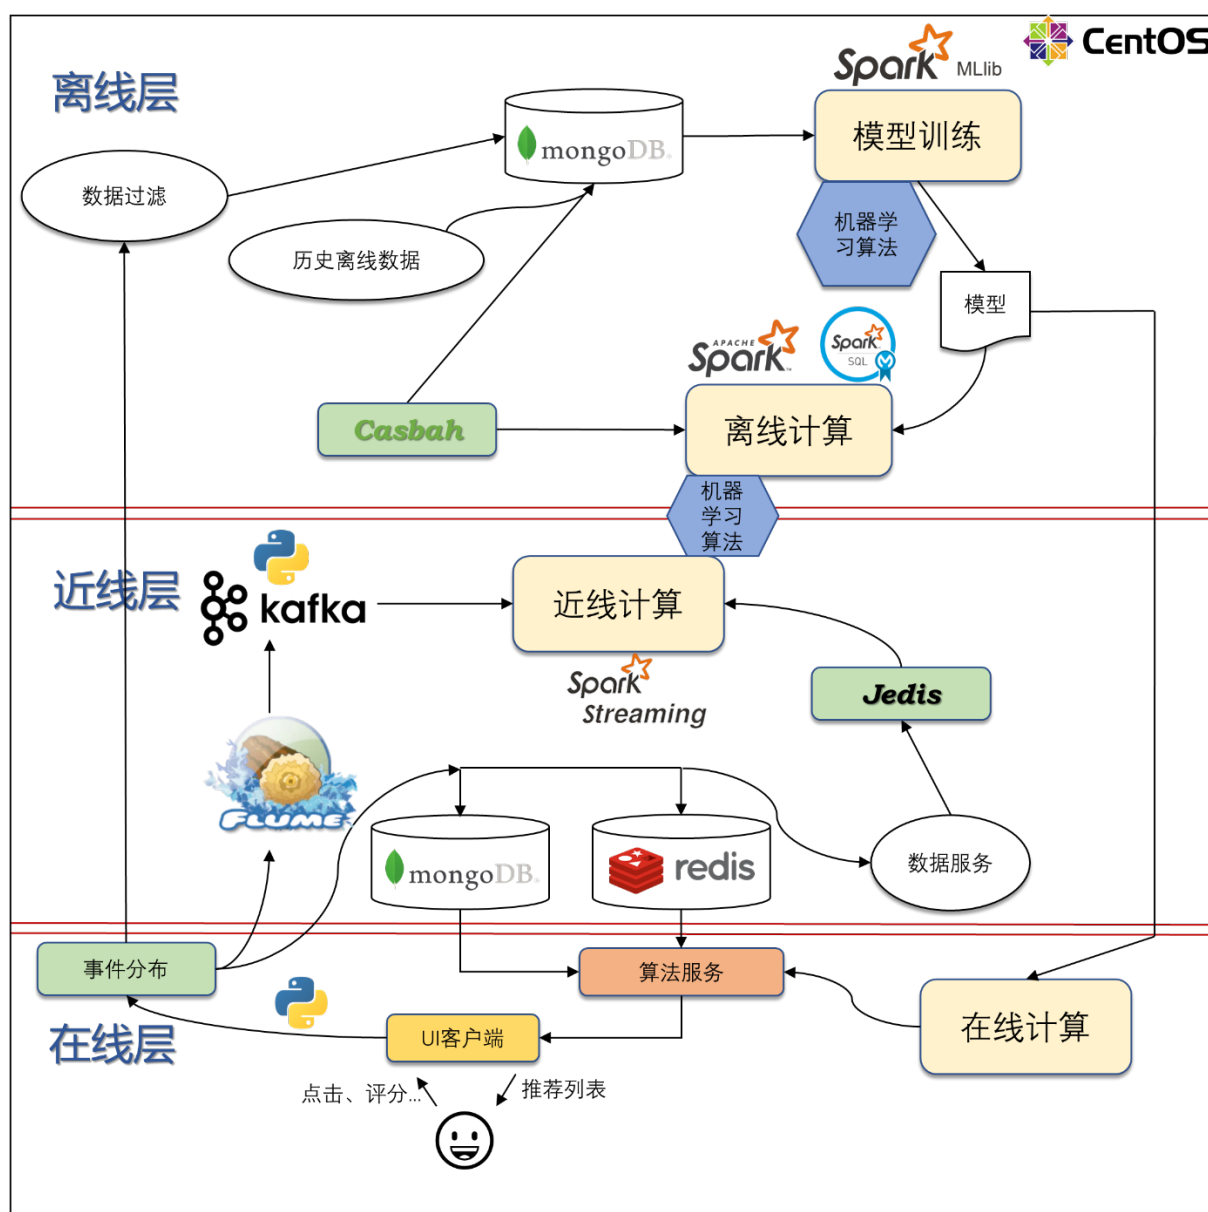 CentOS
Spark MLlib
离线层
mongoDB
模型训练
数据过滤
机器学
习算法
历史离线数据
模型
APACHE
Spark
Spark
SQL
Casbah
离线计算
机器
学习
算法
近线层
kafka
近线计算
Spark
Streaming
Jedis
FLUME
mongoDB
redis
数据服务
事件分布
算法服务
在线层
UI客户端
在线计算
点击、评分...
推荐列表